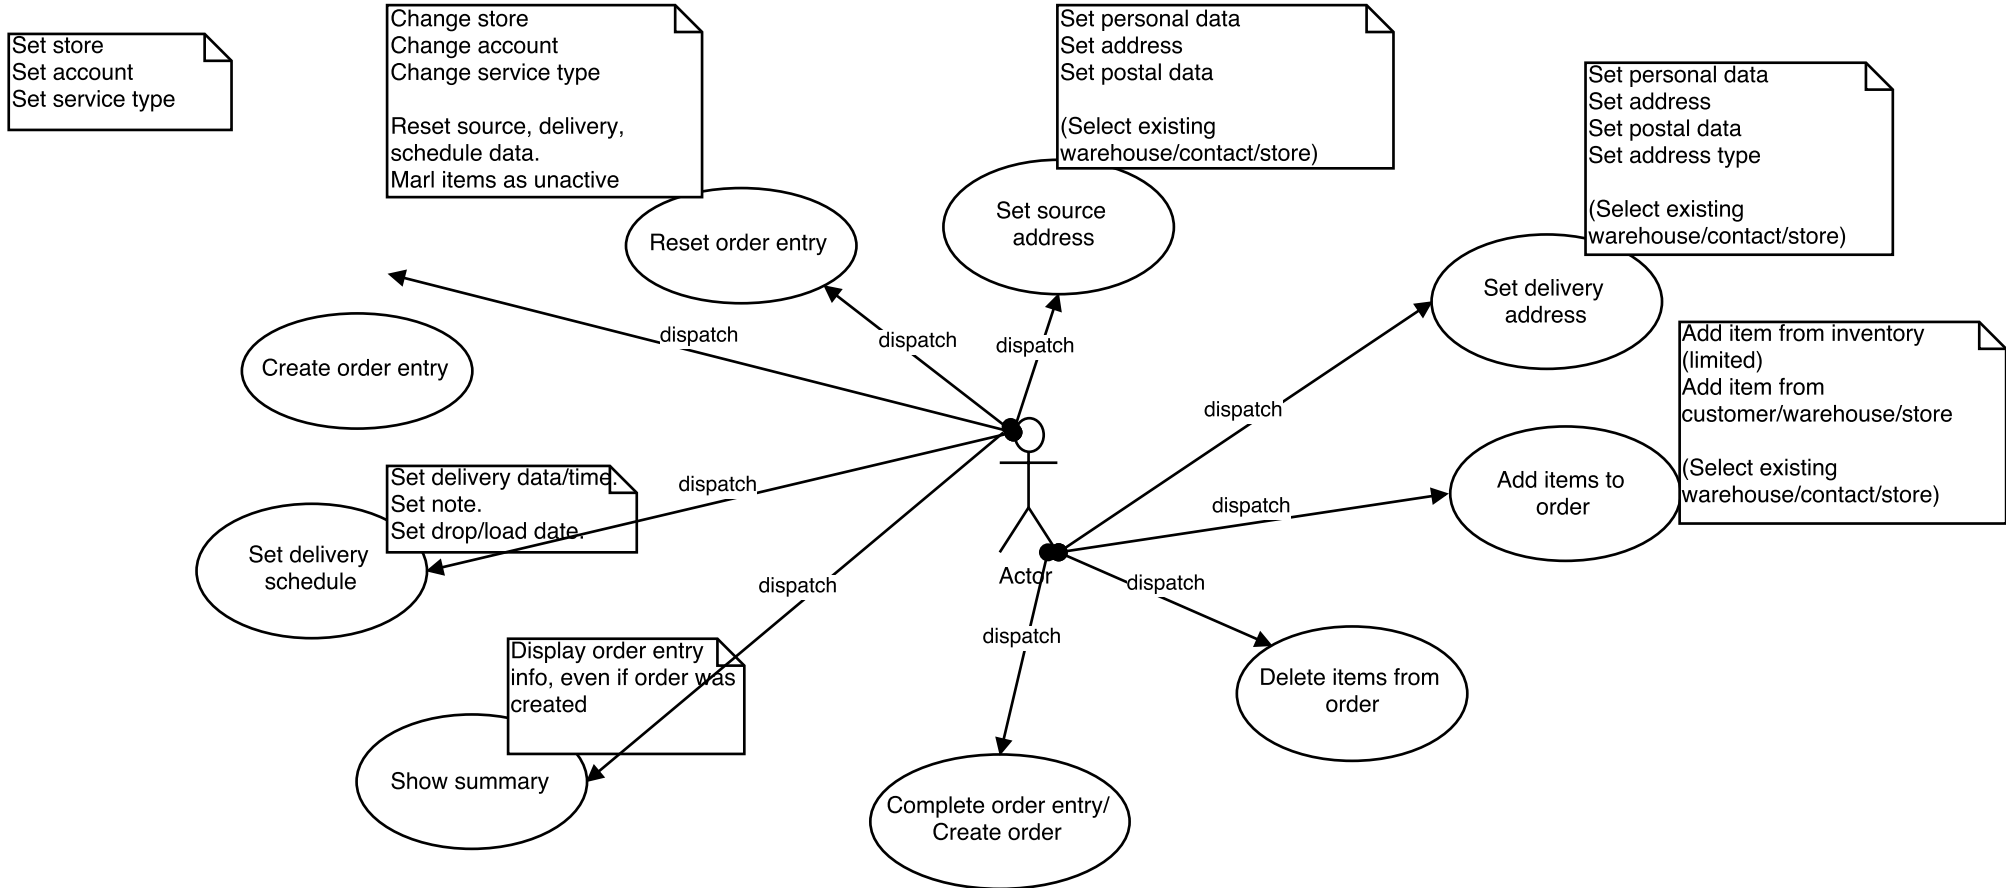 Set store
Set account
Set service type
Change store
Change account
Change service type
Reset source, delivery,
schedule data.
Marl items as unactive
Set personal data
Set address
Set postal data
(Select existing
warehouse/contact/store)
Set personal data
Set address
Set postal data
Set address type
(Select existing
warehouse/contact/store)
Reset order entry
Set source
address
Set delivery
address
Create order entry
dispatch
dispatch
dispatch
dispatch
Add item from inventory
(limited)
Add item from
customer/warehouse/store
(Select existing
warehouse/contact/store)
Set delivery data/time.
Set note.
Set drop/load date.
dispatch
dispatch
Add items to
order
Set delivery
schedule
dispatch
Actor
dispatch
dispatch
Display order entry
info, even if order was
created
Delete items from
order
Show summary
Complete order entry/
Create order